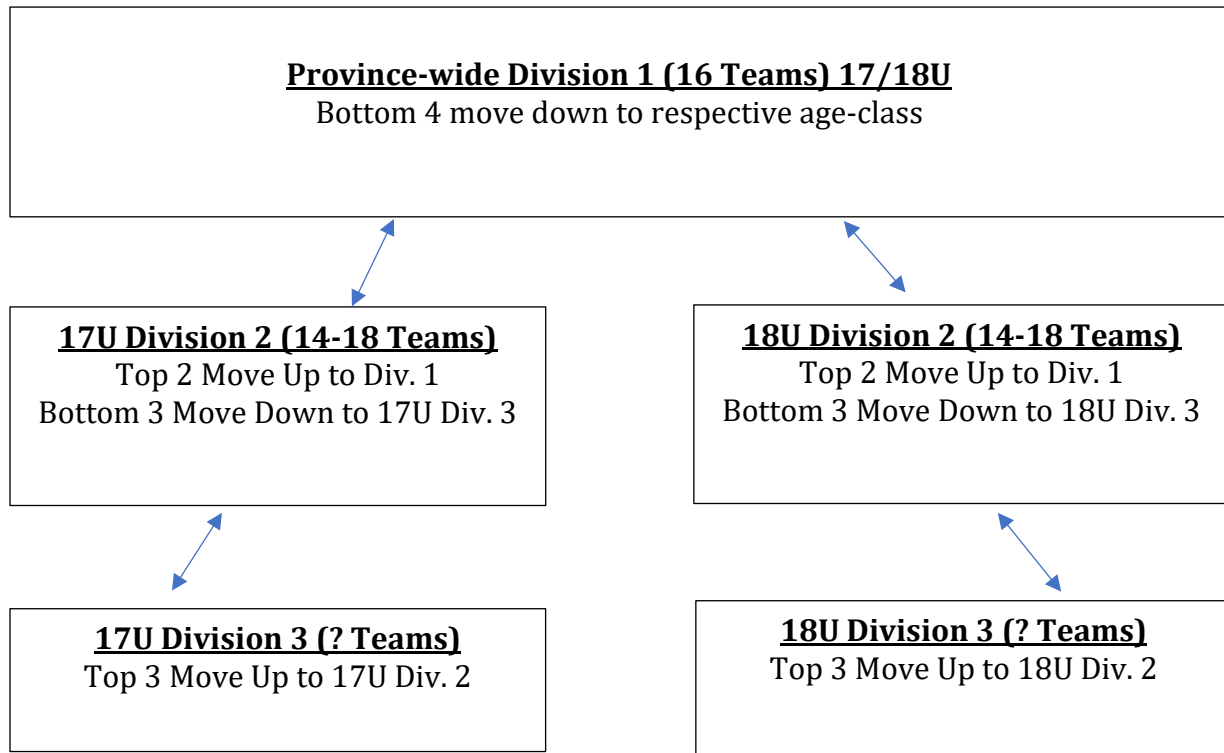 Province-wide Division 1 (16 Teams) 17/18U
Bottom 4 move down to respective age-class
17U Division 2 (14-18 Teams)
Top 2 Move Up to Div. 1
Bottom 3 Move Down to 17U Div. 3
18U Division 2 (14-18 Teams)
Top 2 Move Up to Div. 1
Bottom 3 Move Down to 18U Div. 3
17U Division 3 (? Teams)
Top 3 Move Up to 17U Div. 2
18U Division 3 (? Teams)
Top 3 Move Up to 18U Div. 2